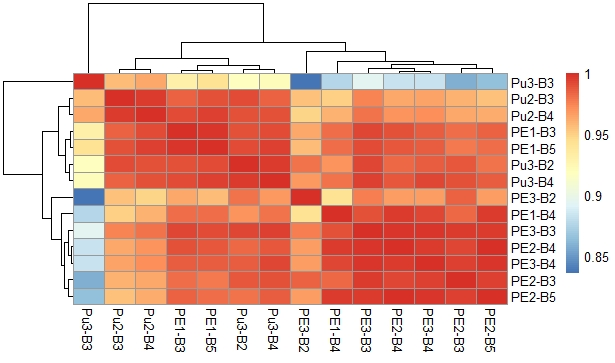 Pu3-B3
Pu2-B3
Pu2-B4
PE1-B3
PE1-B5
Pu3-B2
Pu3-B4
PE3-B2
PE1-B4
PE3-B3
PE2-B4
PE3-B4
PE2-B3
PE2-B5
1
0.95
0.9
0.85
Pu3-B3
Pu2-B3
Pu2-B4
PE1-B3
PE1-B5
Pu3-B2
Pu3-B4
PE3-B2
PE1-B4
PE3-B3
PE2-B4
PE3-B4
PE2-B3
PE2-B5